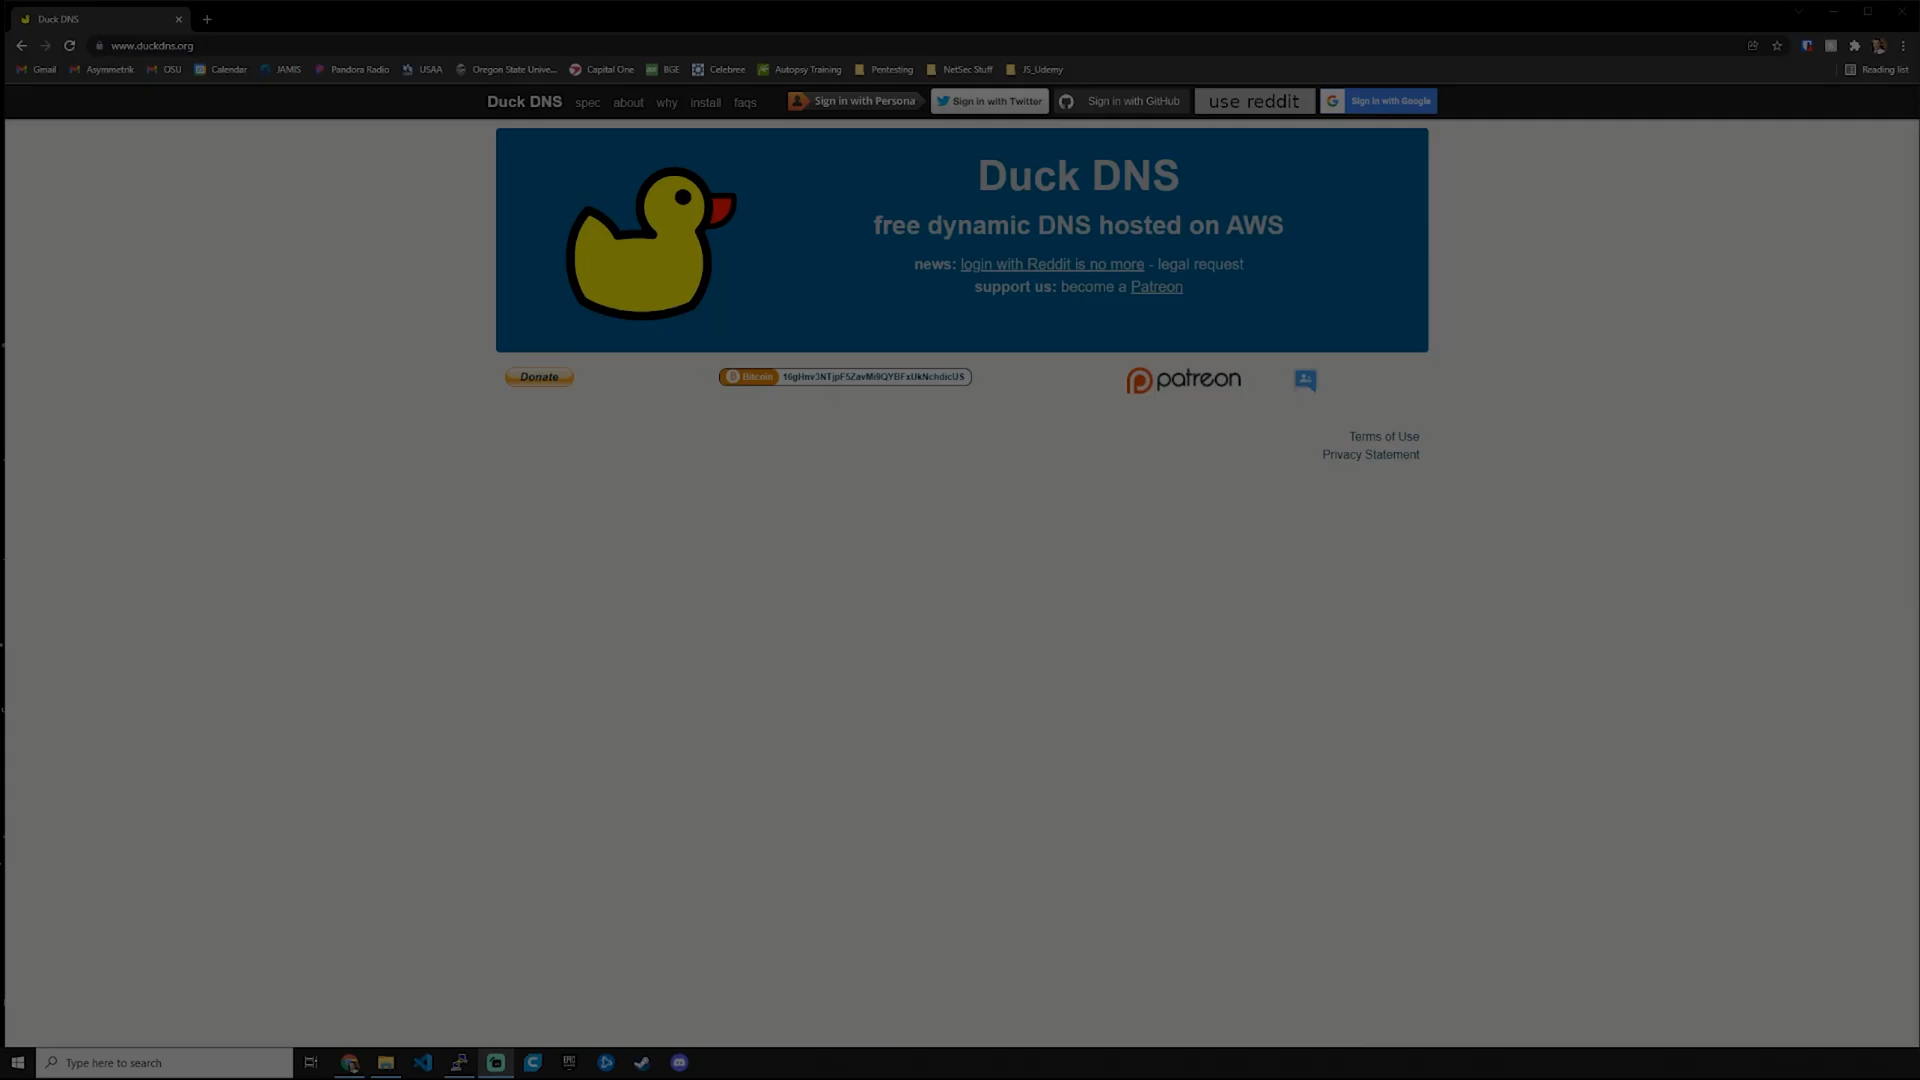 Duck DNS
www.duckdns.org
Gmail Asymmetrik OSU Calendar JAMIS Pandora Radio USAA Oregon State Unive... Capital One BGE Celebree Autopsy Training Pentesting NetSec Stuff JS_Udemy Reading list
Duck DNS spec about why install faqs Sign in with Persona Sign in with Twitter Sign in with GitHub use reddit Sign in with Google
Duck DNS
free dynamic DNS hosted on AWS
news: login with Reddit is no more - legal request
support us: become a Patreon
Donate Bitcoin patreon
Terms of Use
Privacy Statement
Type here to search
EPIC